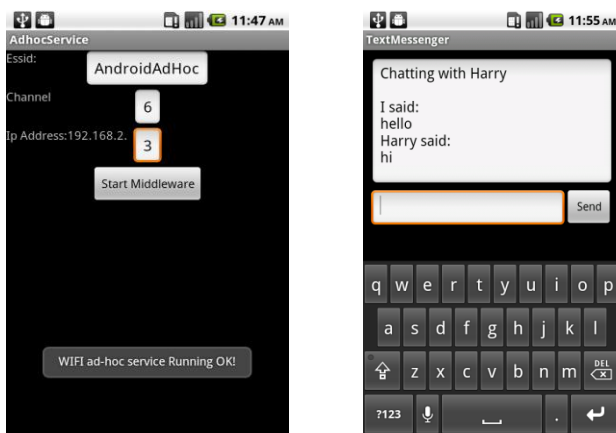 11:47 AM
AdhocService
Essid:
AndroidAdHoc
Channel
6
Ip Address:192.168.2.
3
Start Middleware
WIFI ad-hoc service Running OK!
11:55 AM
TextMessenger
Chatting with Harry
I said:
hello
Harry said:
hi
Send
q w e r t y u i o p
a s d f g h j k l
z x c v b n m DEL
?123 .